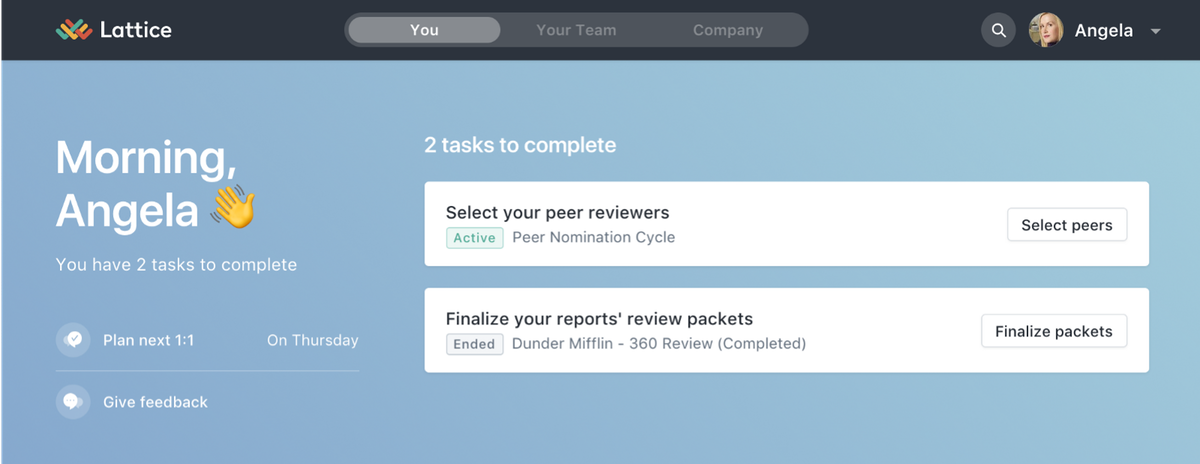 Lattice
You
Your Team
Company
Angela
Morning,
Angela 👋
You have 2 tasks to complete
Plan next 1:1
On Thursday
Give feedback
2 tasks to complete
Select your peer reviewers
Active
Peer Nomination Cycle
Select peers
Finalize your reports' review packets
Ended
Dunder Mifflin - 360 Review (Completed)
Finalize packets